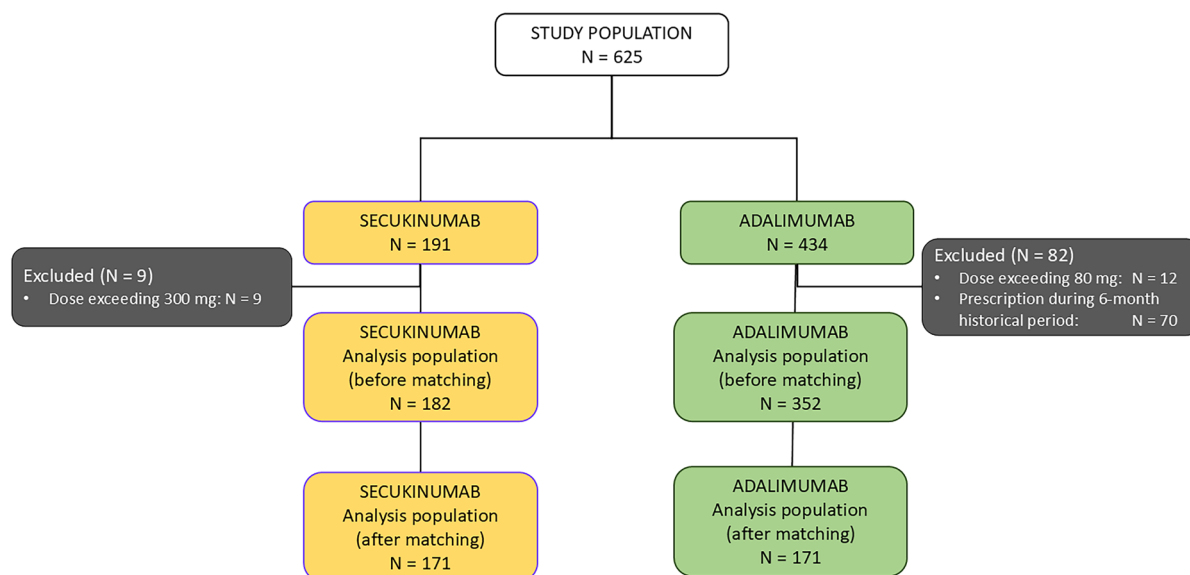 STUDY POPULATION
N = 625
SECUKINUMAB
N = 191
ADALIMUMAB
N = 434
Excluded (N = 9)
• Dose exceeding 300 mg: N = 9
Excluded (N = 82)
• Dose exceeding 80 mg: N = 12
• Prescription during 6-month
historical period: N = 70
SECUKINUMAB
Analysis population
(before matching)
N = 182
ADALIMUMAB
Analysis population
(before matching)
N = 352
SECUKINUMAB
Analysis population
(after matching)
N = 171
ADALIMUMAB
Analysis population
(after matching)
N = 171